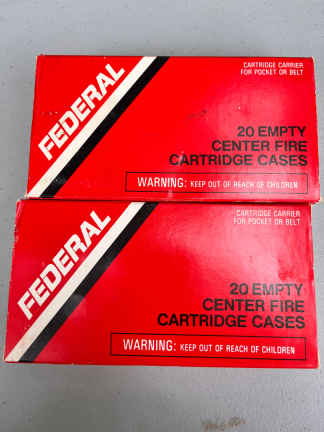 FEDERAL
CARTRIDGE CARRIER
FOR POCKET OR BELT
20 EMPTY
CENTER FIRE
CARTRIDGE CASES
WARNING: KEEP OUT OF REACH OF CHILDREN
FEDERAL
CARTRIDGE CARRIER
FOR POCKET OR BELT
20 EMPTY
CENTER FIRE
CARTRIDGE CASES
WARNING: KEEP OUT OF REACH OF CHILDREN